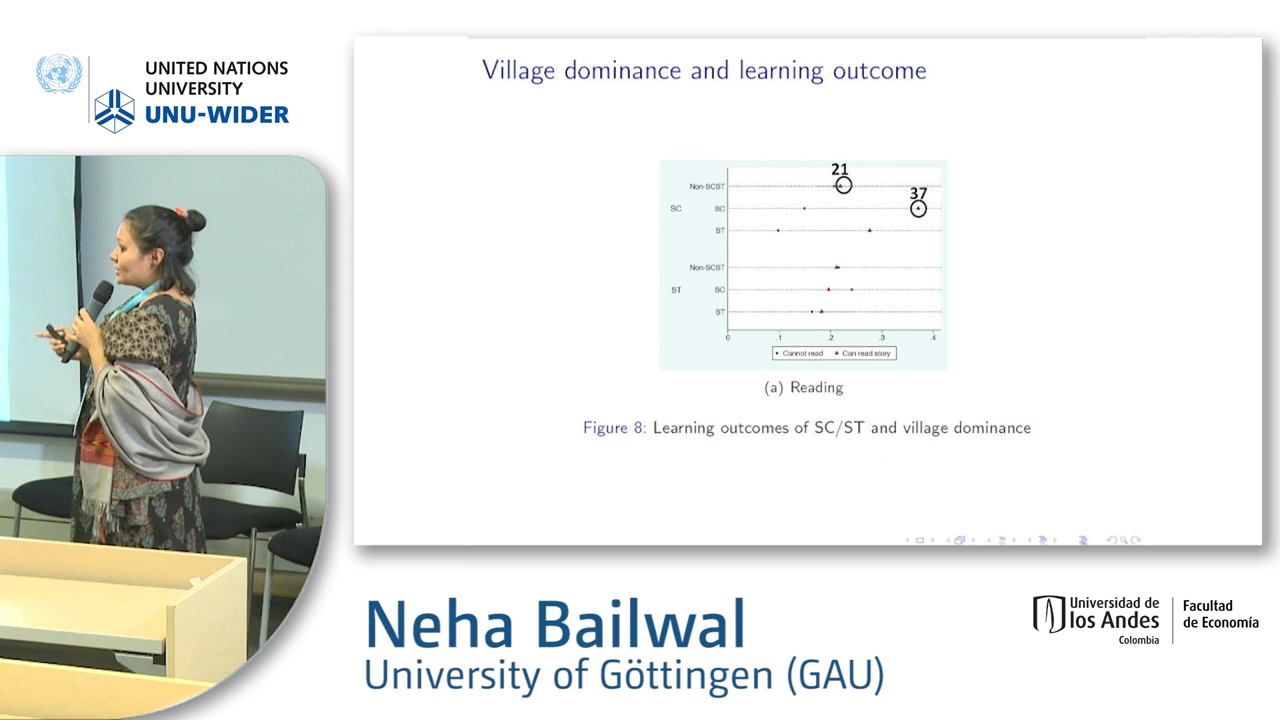 UNITED NATIONS
UNIVERSITY
UNU-WIDER
Village dominance and learning outcome
21
Non-SCST
37
SC SC
ST
Non-SCST
ST SC
ST
0 .1 .2 .3 .4
Cannot read Can read story
(a) Reading
Figure 8: Learning outcomes of SC/ST and village dominance
Neha Bailwal
University of Göttingen (GAU)
Universidad de
los Andes
Colombia
Facultad
de Economía